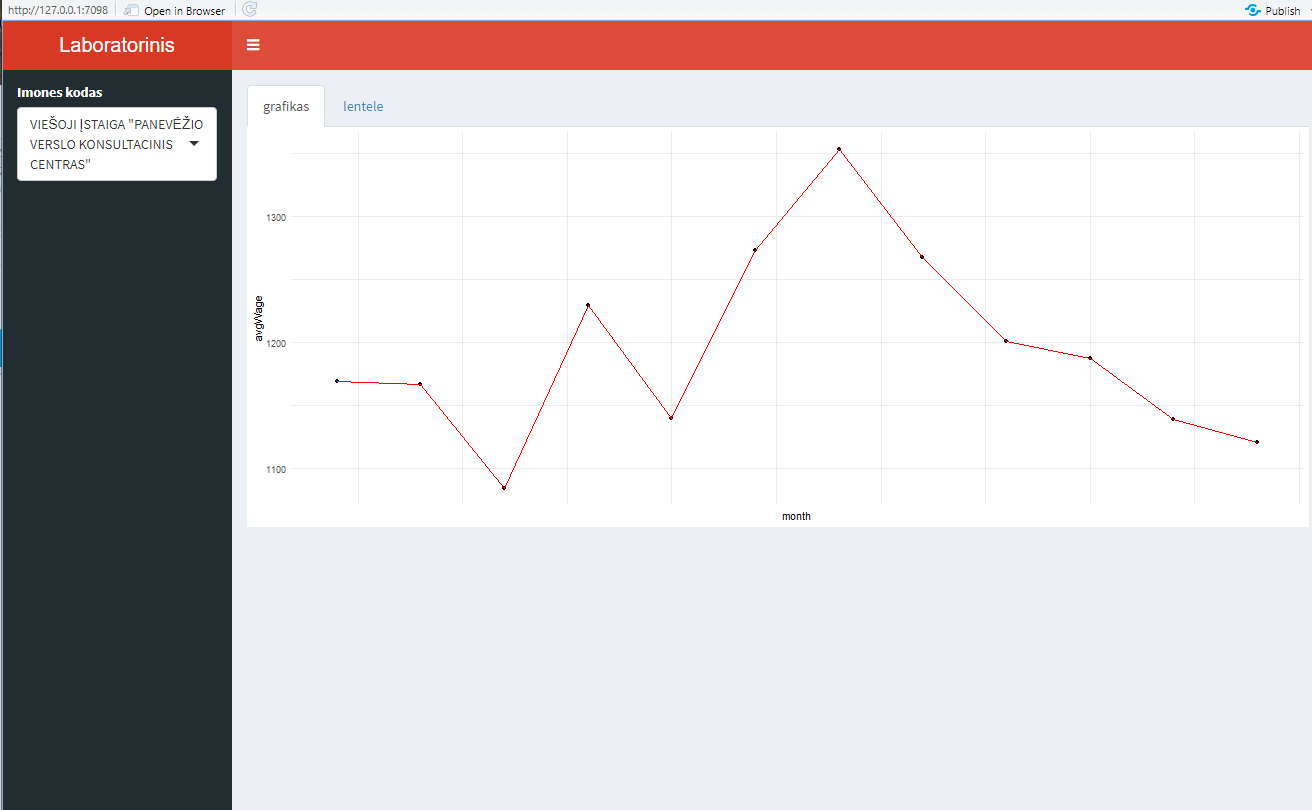 http://127.0.0.1:7098 Open in Browser Publish
Laboratorinis
Imones kodas
VIEŠOJI ĮSTAIGA "PANEVĖŽIO
VERSLO KONSULTACINIS
CENTRAS"
grafikas lentele
1300
1200
1100
avgWage
month